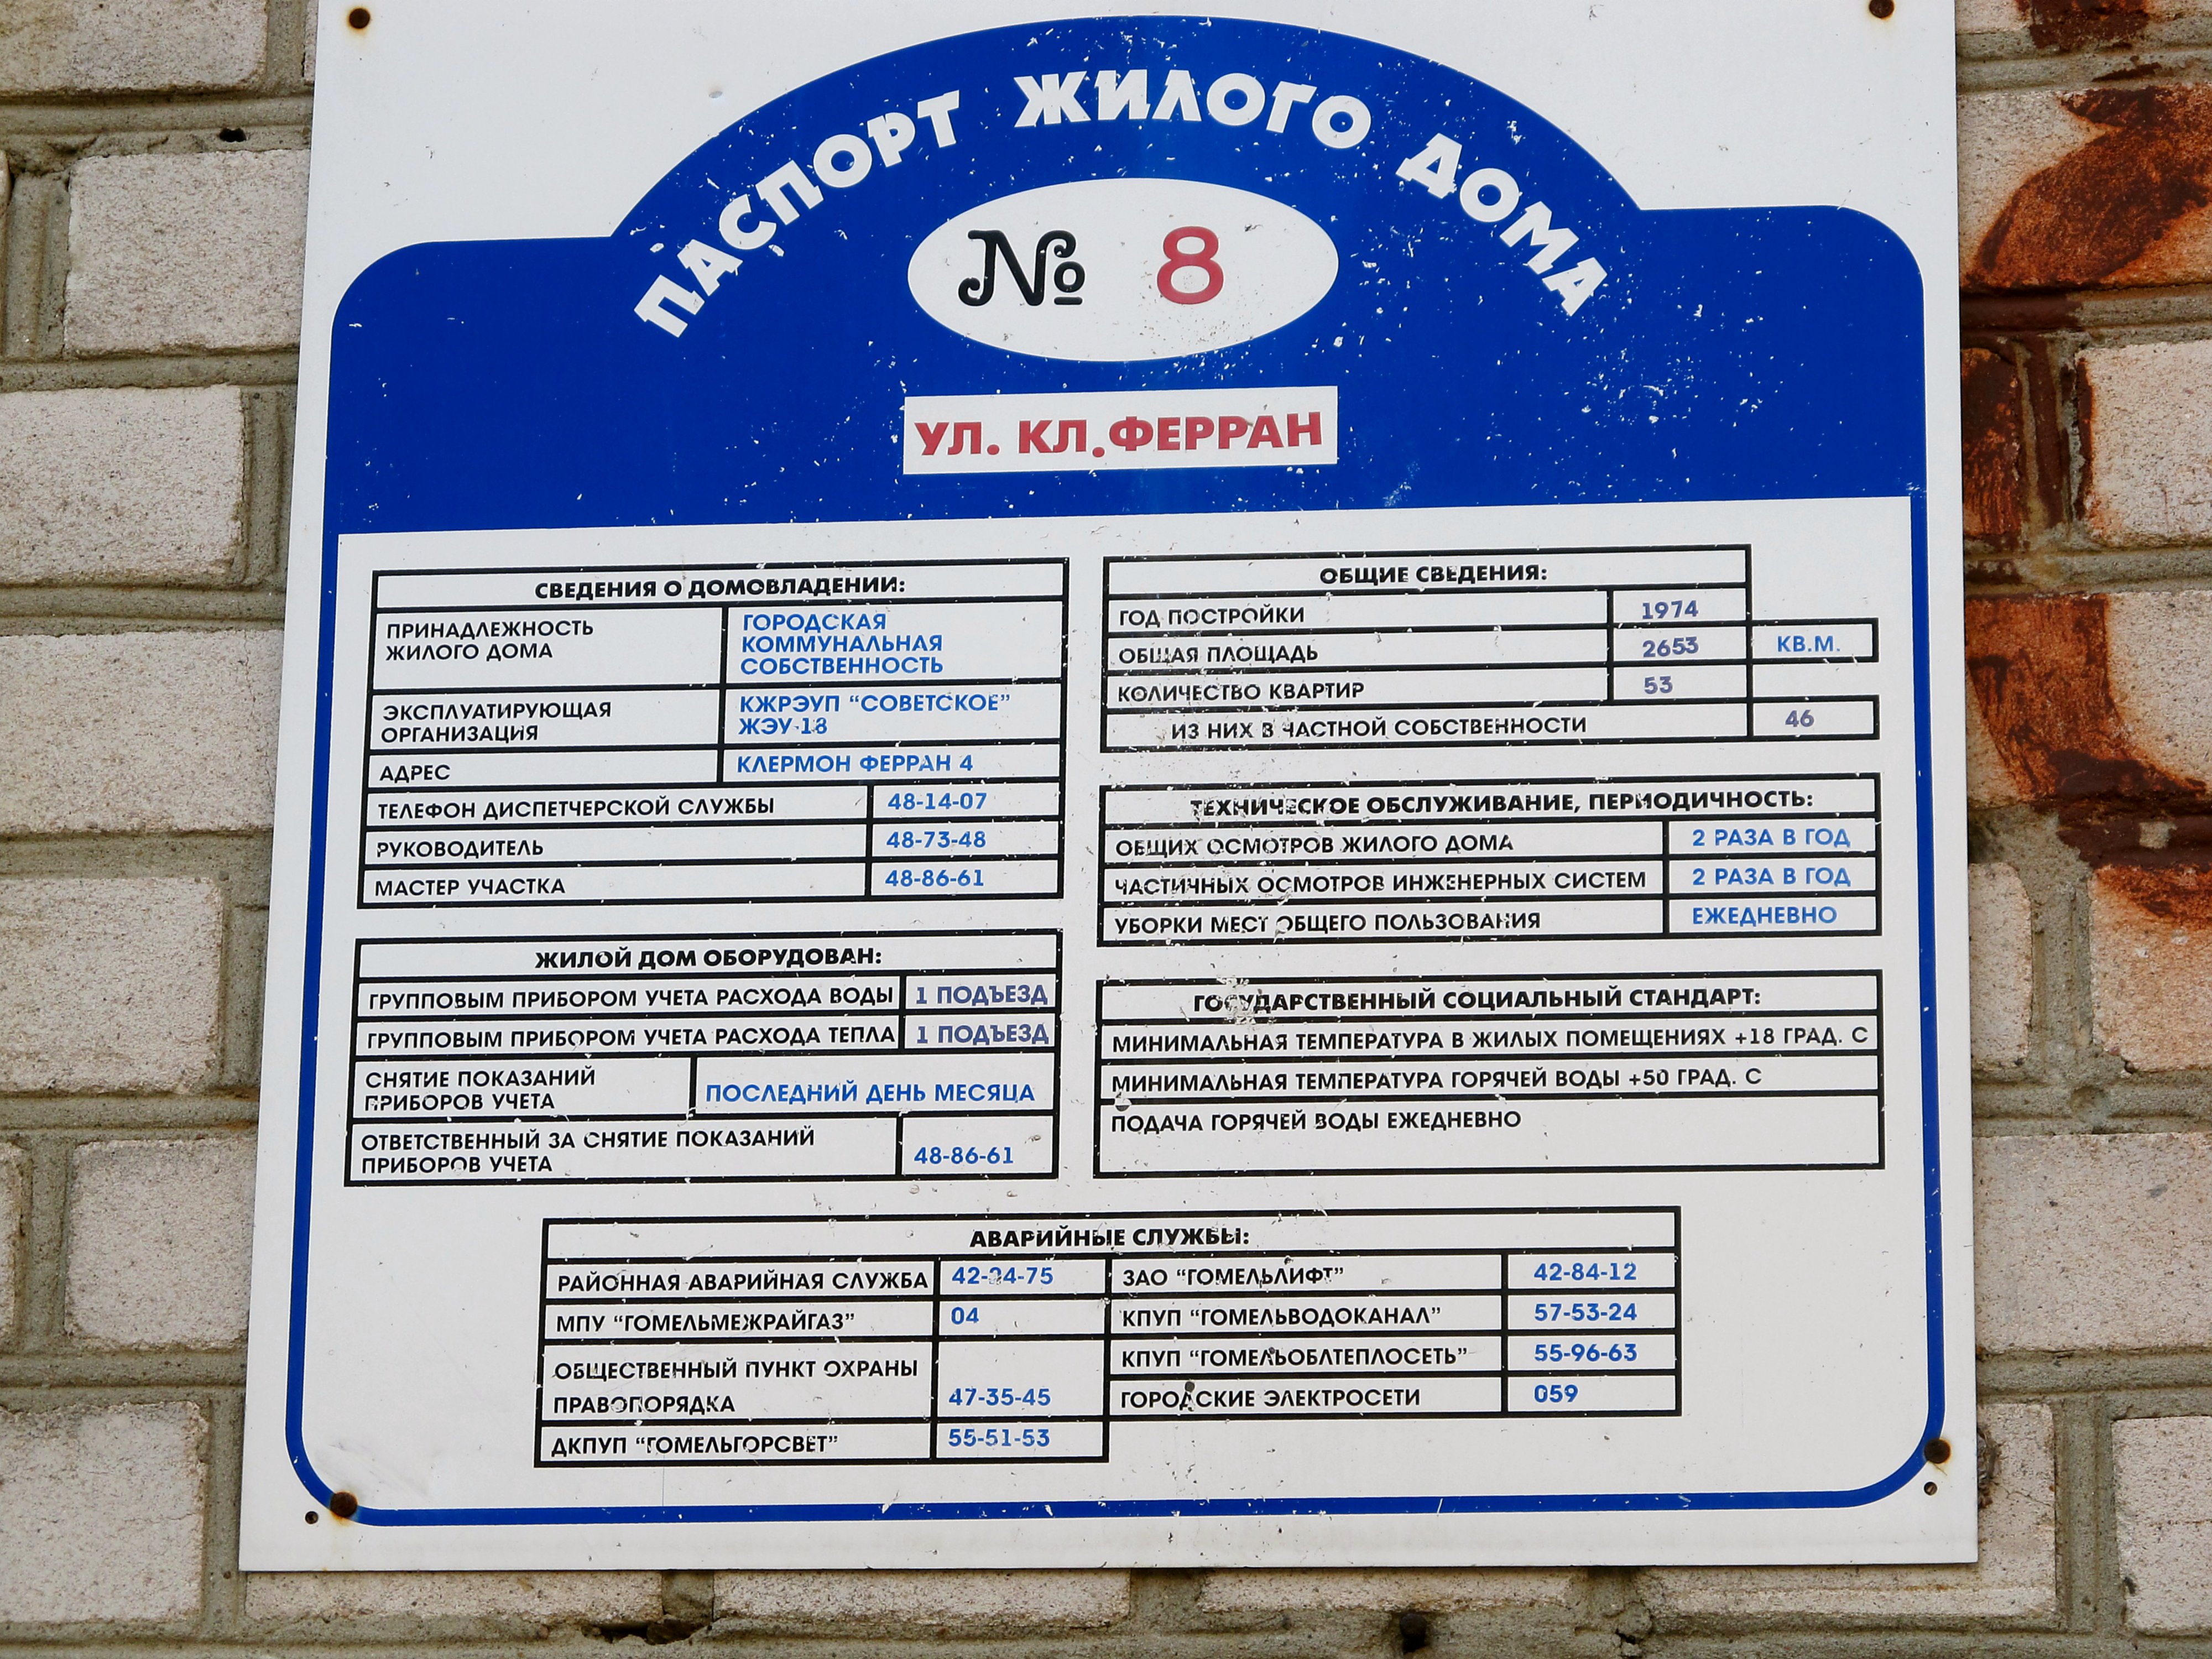 ПАСПОРТ ЖИЛОГО ДОМА
№ 8
УЛ. КЛ.ФЕРРАН
СВЕДЕНИЯ О ДОМОВЛАДЕНИИ:
ПРИНАДЛЕЖНОСТЬ
ЖИЛОГО ДОМА
ГОРОДСКАЯ
КОММУНАЛЬНАЯ
СОБСТВЕННОСТЬ
ЭКСПЛУАТИРУЮЩАЯ
ОРГАНИЗАЦИЯ
КЖРЭУП “СОВЕТСКОЕ”
ЖЭУ-18
АДРЕС КЛЕРМОН ФЕРРАН 4
ТЕЛЕФОН ДИСПЕТЧЕРСКОЙ СЛУЖБЫ 48-14-07
РУКОВОДИТЕЛЬ 48-73-48
МАСТЕР УЧАСТКА 48-86-61
ЖИЛОЙ ДОМ ОБОРУДОВАН:
ГРУППОВЫМ ПРИБОРОМ УЧЕТА РАСХОДА ВОДЫ 1 ПОДЪЕЗД
ГРУППОВЫМ ПРИБОРОМ УЧЕТА РАСХОДА ТЕПЛА 1 ПОДЪЕЗД
СНЯТИЕ ПОКАЗАНИЙ
ПРИБОРОВ УЧЕТА
ПОСЛЕДНИЙ ДЕНЬ МЕСЯЦА
ОТВЕТСТВЕННЫЙ ЗА СНЯТИЕ ПОКАЗАНИЙ
ПРИБОРОВ УЧЕТА
48-86-61
ОБЩИЕ СВЕДЕНИЯ:
ГОД ПОСТРОЙКИ 1974
ОБЩАЯ ПЛОЩАДЬ 2653 КВ.М.
КОЛИЧЕСТВО КВАРТИР 53
ИЗ НИХ В ЧАСТНОЙ СОБСТВЕННОСТИ 46
ТЕХНИЧЕСКОЕ ОБСЛУЖИВАНИЕ, ПЕРИОДИЧНОСТЬ:
ОБЩИХ ОСМОТРОВ ЖИЛОГО ДОМА 2 РАЗА В ГОД
ЧАСТИЧНЫХ ОСМОТРОВ ИНЖЕНЕРНЫХ СИСТЕМ 2 РАЗА В ГОД
УБОРКИ МЕСТ ОБЩЕГО ПОЛЬЗОВАНИЯ ЕЖЕДНЕВНО
ГОСУДАРСТВЕННЫЙ СОЦИАЛЬНЫЙ СТАНДАРТ:
МИНИМАЛЬНАЯ ТЕМПЕРАТУРА В ЖИЛЫХ ПОМЕЩЕНИЯХ +18 ГРАД. С
МИНИМАЛЬНАЯ ТЕМПЕРАТУРА ГОРЯЧЕЙ ВОДЫ +50 ГРАД. С
ПОДАЧА ГОРЯЧЕЙ ВОДЫ ЕЖЕДНЕВНО
АВАРИЙНЫЕ СЛУЖБЫ:
РАЙОННАЯ АВАРИЙНАЯ СЛУЖБА
МПУ “ГОМЕЛЬМЕЖРАЙГАЗ” 04
ОБЩЕСТВЕННЫЙ ПУНКТ ОХРАНЫ
ПРАВОПОРЯДКА 47-35-45
ДКПУП “ГОМЕЛЬГОРСВЕТ” 55-51-53
ЗАО “ГОМЕЛЬЛИФТ” 42-84-12
КПУП “ГОМЕЛЬВОДОКАНАЛ” 57-53-24
КПУП “ГОМЕЛЬОБЛТЕПЛОСЕТЬ” 55-96-63
ГОРОДСКИЕ ЭЛЕКТРОСЕТИ 059